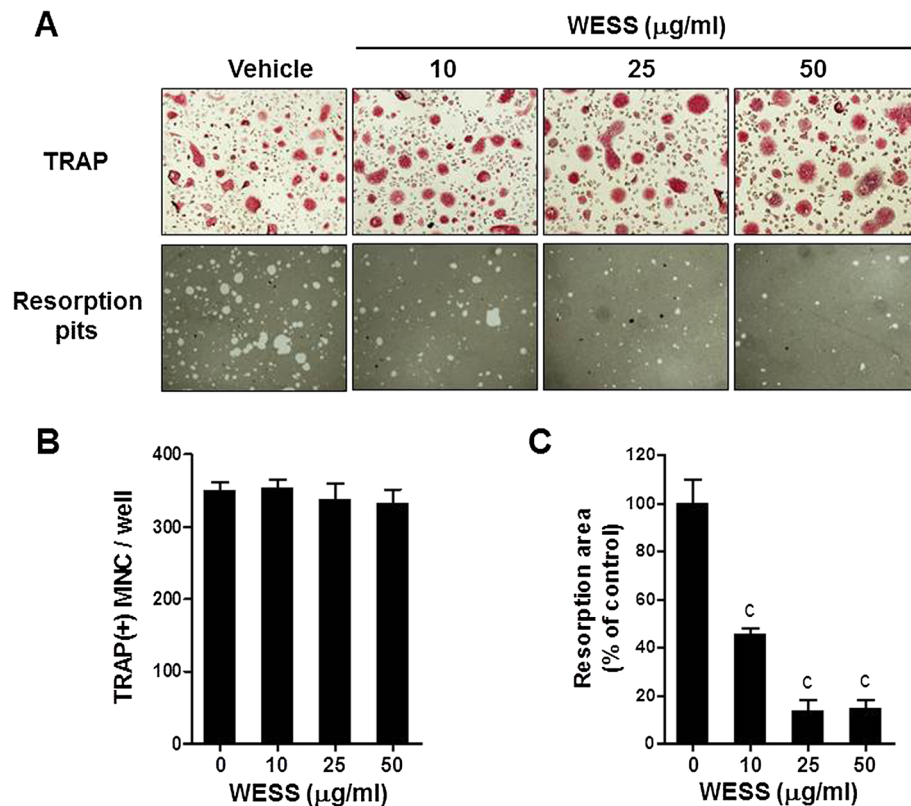 A
WESS (µg/ml)
Vehicle 10 25 50
TRAP
Resorption
pits
B
TRAP(+) MNC / well
400
300
200
100
0
0 10 25 50
WESS (µg/ml)
C
Resorption area
(% of control)
120
100
80
60
40
20
0
c
c
c
0 10 25 50
WESS (µg/ml)